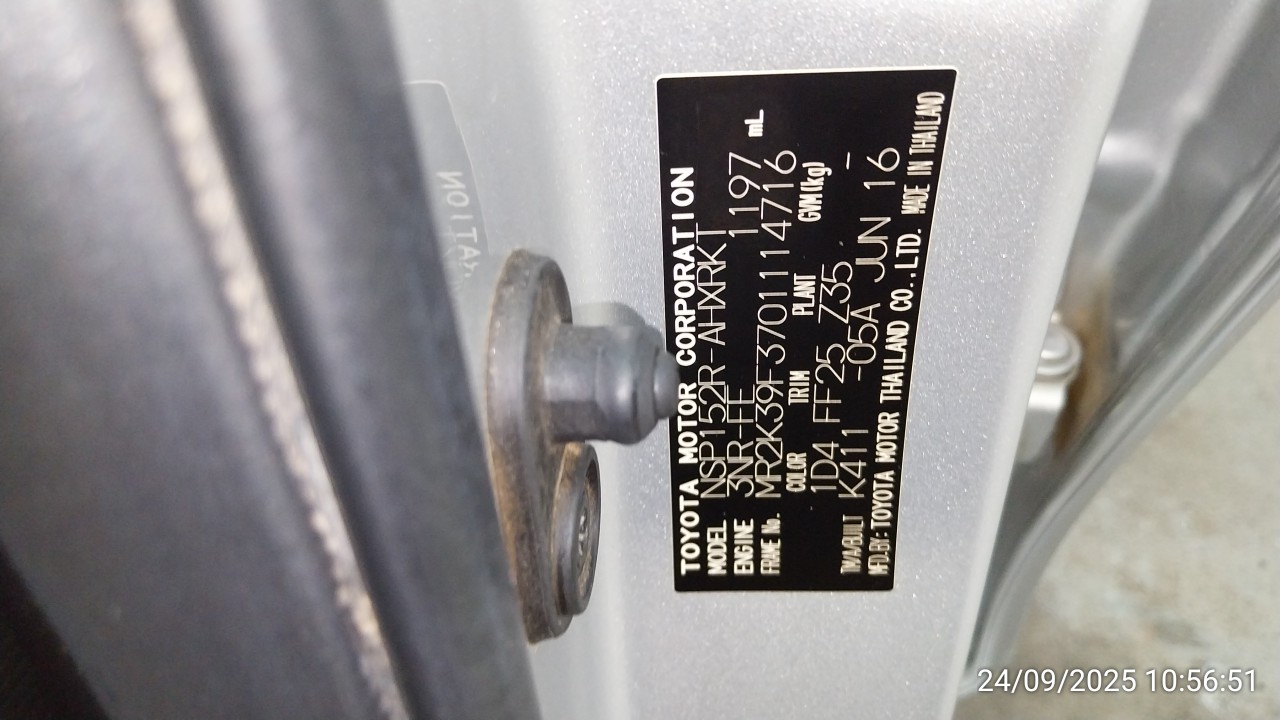 TOYOTA MOTOR CORPORATION
MODEL NSP152R-AHXRKT
ENGINE 3NR-FE 1197 mL
FRAME No. MR2K39F3701114716
COLOR TRIM PLANT GVM(kg)
1D4 FF25 Z35 —
T/A/BUILT K411 -05A JUN 16
MFD.BY: TOYOTA MOTOR THAILAND CO.,LTD. MADE IN THAILAND
24/09/2025 10:56:51